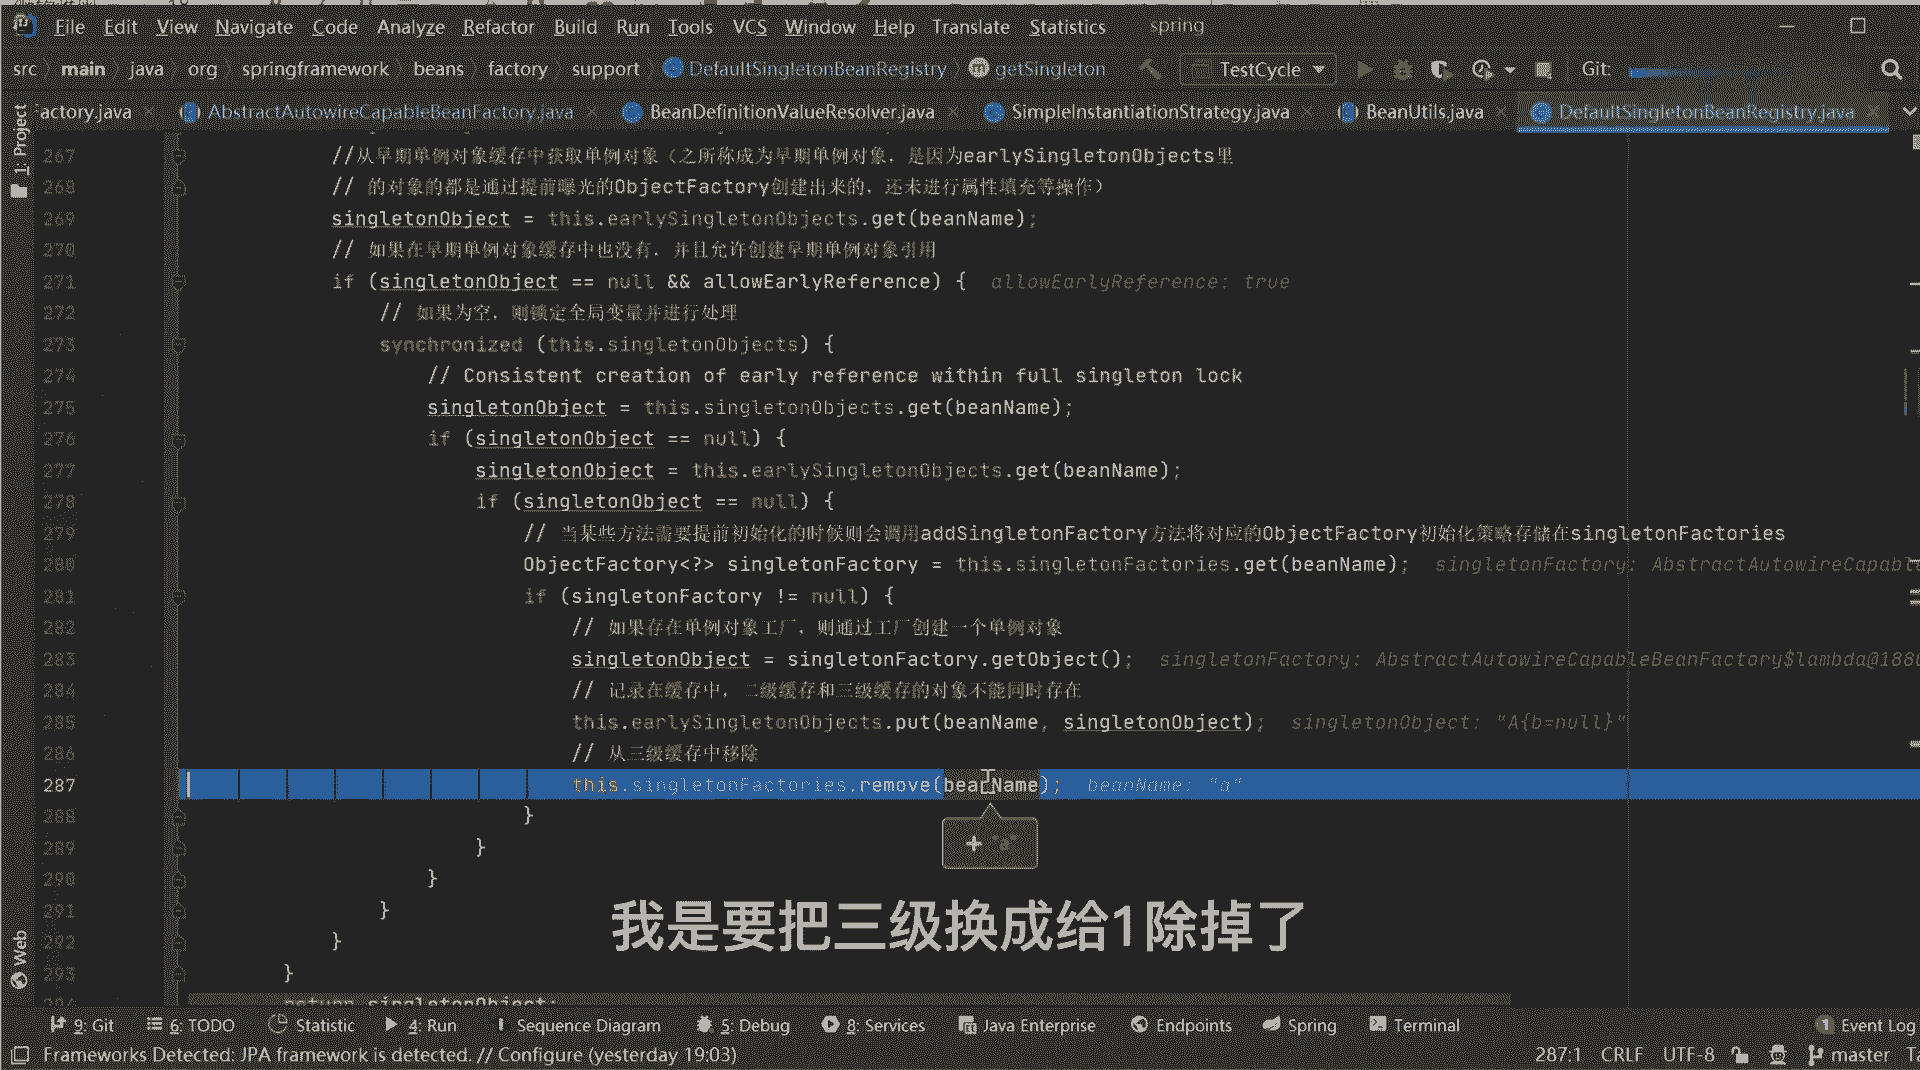 File Edit View Navigate Code Analyze Refactor Build Run Tools VCS Window Help Translate Statistics spring
src main java org springframework beans factory support DefaultSingletonBeanRegistry getSingleton TestCycle Git:
Factory.java AbstractAutowireCapableBeanFactory.java BeanDefinitionValueResolver.java SimpleInstantiationStrategy.java BeanUtils.java DefaultSingletonBeanRegistry.java
1: Project
267 //从早期单例对象缓存中获取单例对象（之所称成为早期单例对象，是因为earlySingletonObjects里
268 // 的对象的都是通过提前曝光的ObjectFactory创建出来的，还未进行属性填充等操作）
269 singletonObject = this.earlySingletonObjects.get(beanName);
270 // 如果在早期单例对象缓存中也没有，并且允许创建早期单例对象引用
271 if (singletonObject == null && allowEarlyReference) { allowEarlyReference: true
272 // 如果为空，则锁定全局变量并进行处理
273 synchronized (this.singletonObjects) {
274 // Consistent creation of early reference within full singleton lock
275 singletonObject = this.singletonObjects.get(beanName);
276 if (singletonObject == null) {
277 singletonObject = this.earlySingletonObjects.get(beanName);
278 if (singletonObject == null) {
279 // 当某些方法需要提前初始化的时候则会调用addSingletonFactory方法将对应的ObjectFactory初始化策略存储在singletonFactories
280 ObjectFactory<?> singletonFactory = this.singletonFactories.get(beanName); singletonFactory: AbstractAutowireCapable
281 if (singletonFactory != null) {
282 // 如果存在单例对象工厂，则通过工厂创建一个单例对象
283 singletonObject = singletonFactory.getObject(); singletonFactory: AbstractAutowireCapableBeanFactory$lambda@1880
284 // 记录在缓存中，二级缓存和三级缓存的对象不能同时存在
285 this.earlySingletonObjects.put(beanName, singletonObject); singletonObject: "A{b=null}"
286 // 从三级缓存中移除
287 this.singletonFactories.remove(beanName); beanName: "a"
288 }
+ "a"
289 }
290 }
291 }
292 }
293 }
294 return singletonObject;
我是要把三级换成给1除掉了
Web
9: Git 6: TODO Statistic 4: Run Sequence Diagram 5: Debug 8: Services Java Enterprise Endpoints Spring Terminal 1 Event Log
Frameworks Detected: JPA framework is detected. // Configure (yesterday 19:03) 287:1 CRLF UTF-8 master